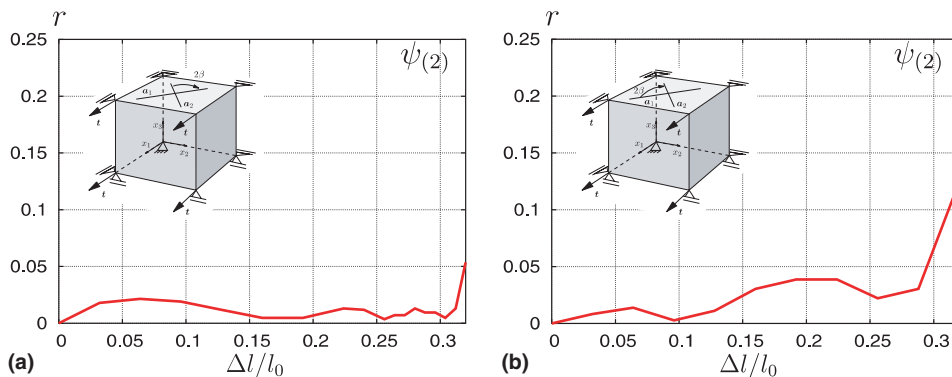 r
0.25
0.2
0.15
0.1
0.05
0
0 0.05 0.1 0.15 0.2 0.25 0.3
Δl/l₀
ψ₍₂₎
2β
a₁
a₂
x₃
x₁
x₂
t
t
t
t
(a)
r
0.25
0.2
0.15
0.1
0.05
0
0 0.05 0.1 0.15 0.2 0.25 0.3
Δl/l₀
ψ₍₂₎
2β
a₁
a₂
x₃
x₁
x₂
t
t
t
t
(b)